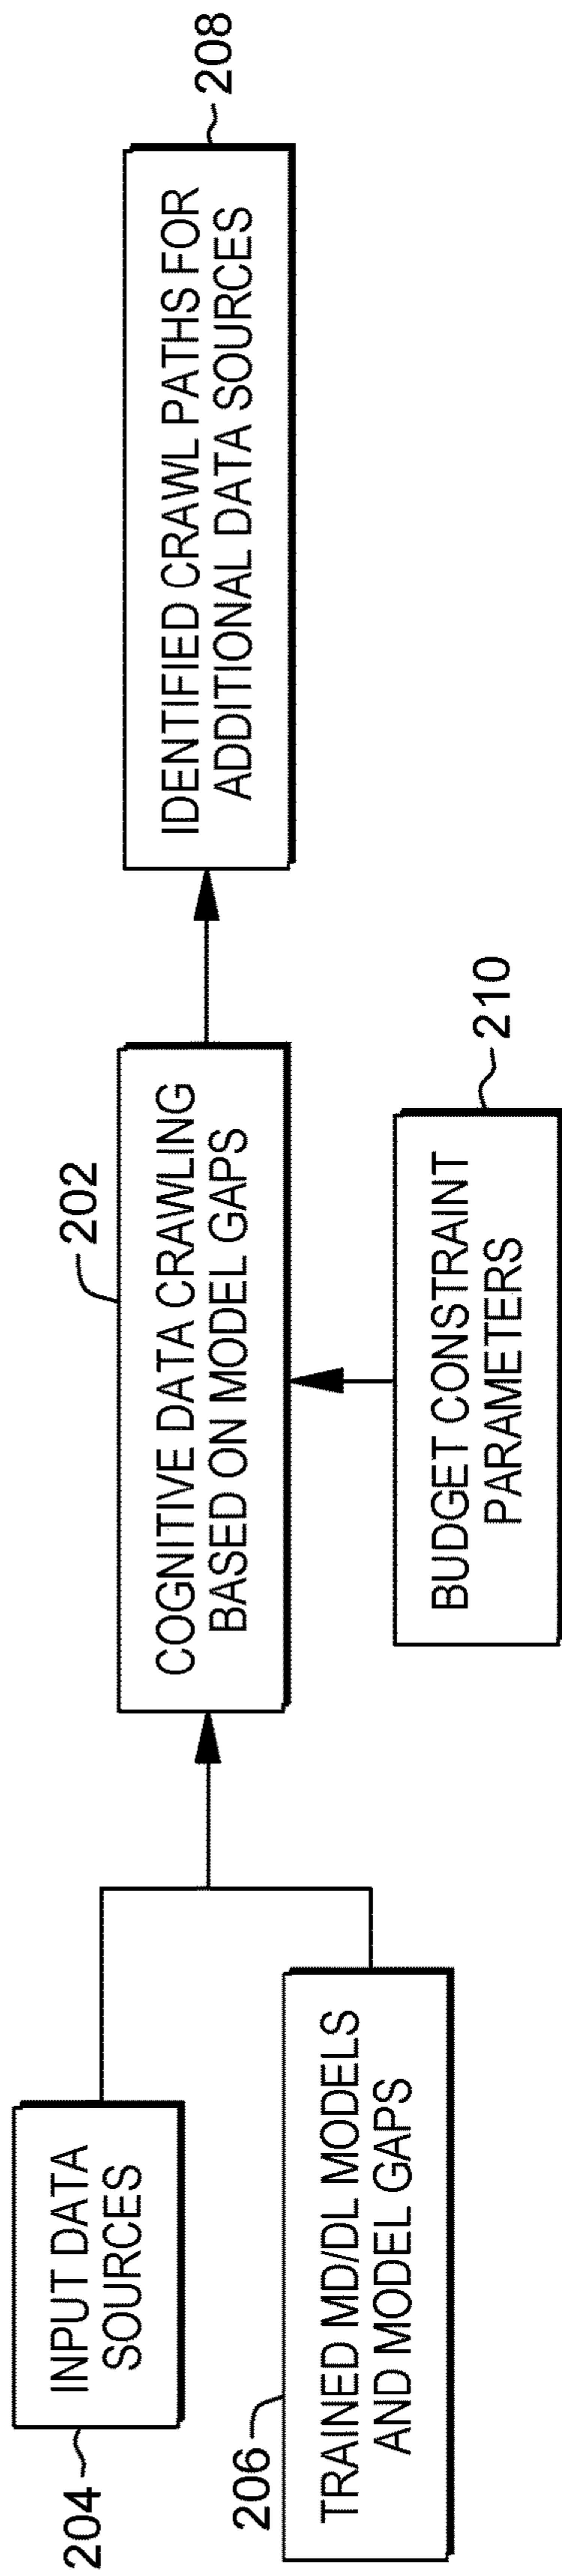 204
INPUT DATA
SOURCES
206
TRAINED MD/DL MODELS
AND MODEL GAPS
202
COGNITIVE DATA CRAWLING
BASED ON MODEL GAPS
BUDGET CONSTRAINT
PARAMETERS
210
IDENTIFIED CRAWL PATHS FOR
ADDITIONAL DATA SOURCES
208